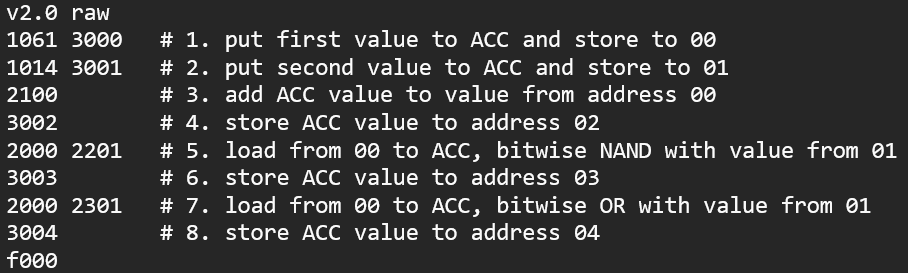 v2.0 raw
1061 3000   # 1. put first value to ACC and store to 00
1014 3001   # 2. put second value to ACC and store to 01
2100        # 3. add ACC value to value from address 00
3002        # 4. store ACC value to address 02
2000 2201   # 5. load from 00 to ACC, bitwise NAND with value from 01
3003        # 6. store ACC value to address 03
2000 2301   # 7. load from 00 to ACC, bitwise OR with value from 01
3004        # 8. store ACC value to address 04
f000